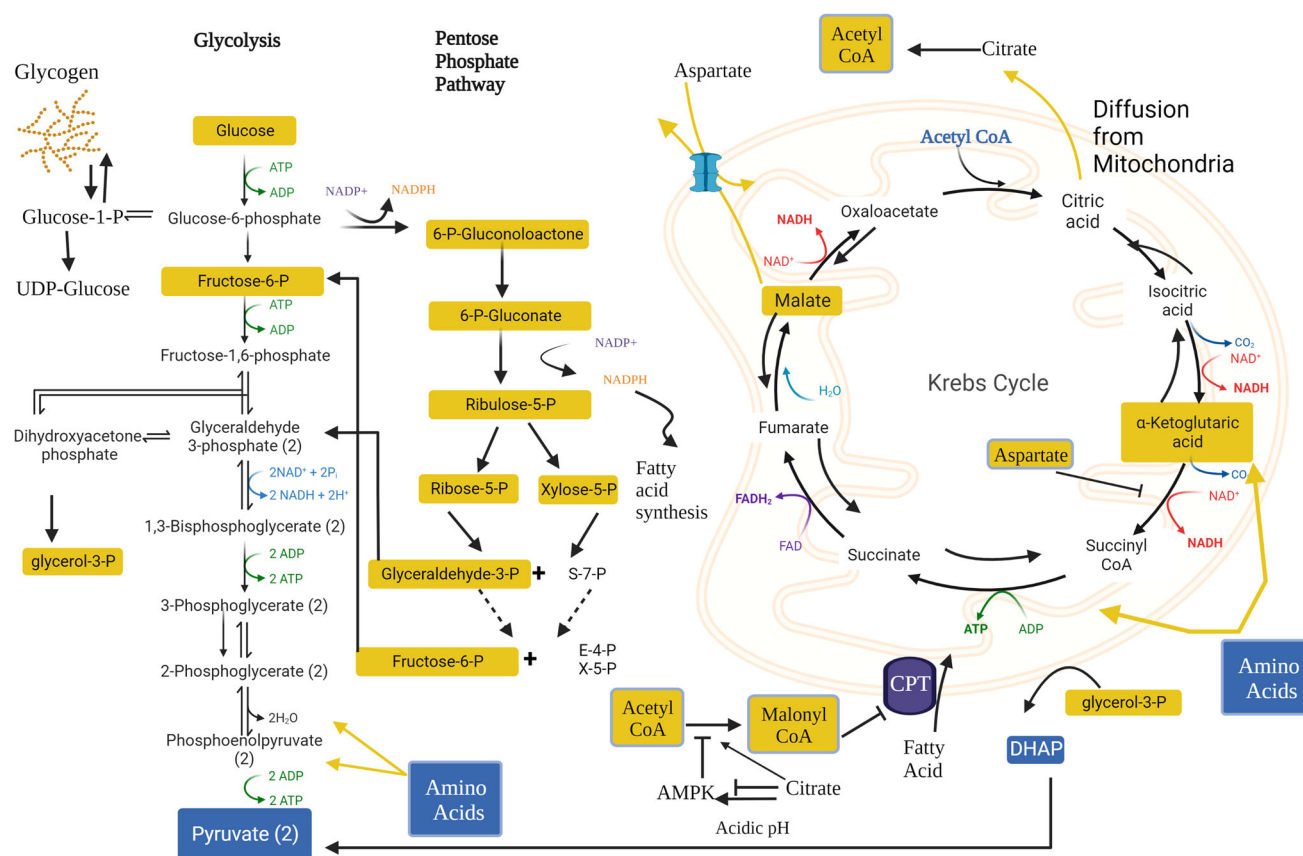 Glycolysis
Pentose
Phosphate
Pathway
Glycogen
Glucose
ATP
ADP
Glucose-1-P
Glucose-6-phosphate
NADP+
NADPH
UDP-Glucose
Fructose-6-P
ATP
ADP
Fructose-1,6-phosphate
Dihydroxyacetone
phosphate
Glyceraldehyde
3-phosphate (2)
2NAD⁺ + 2Pᵢ
2 NADH + 2H⁺
glycerol-3-P
1,3-Bisphosphoglycerate (2)
2 ADP
2 ATP
3-Phosphoglycerate (2)
2-Phosphoglycerate (2)
2H₂O
Phosphoenolpyruvate
(2)
2 ADP
2 ATP
Pyruvate (2)
Amino
Acids
6-P-Gluconoloactone
6-P-Gluconate
NADP+
NADPH
Ribulose-5-P
Ribose-5-P
Xylose-5-P
Fatty
acid
synthesis
Glyceraldehyde-3-P
+
S-7-P
Fructose-6-P
+
E-4-P
X-5-P
Aspartate
Acetyl
CoA
Citrate
Diffusion
from
Mitochondria
Acetyl CoA
Oxaloacetate
Citric
acid
NADH
NAD⁺
Malate
Isocitric
acid
CO₂
NAD⁺
NADH
Krebs Cycle
H₂O
Fumarate
α-Ketoglutaric
acid
Aspartate
CO
NAD⁺
NADH
FADH₂
FAD
Succinate
Succinyl
CoA
ATP
ADP
Amino
Acids
CPT
Acetyl
CoA
Malonyl
CoA
Fatty
Acid
glycerol-3-P
DHAP
AMPK
Citrate
Acidic pH